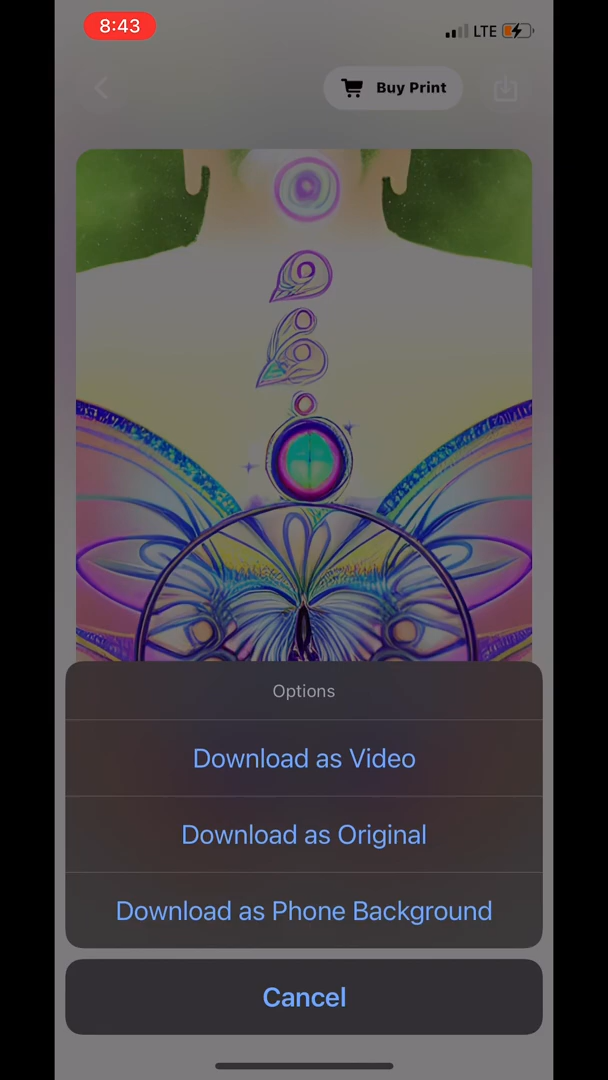 8:43
LTE
Buy Print
Options
Download as Video
Download as Original
Download as Phone Background
Cancel